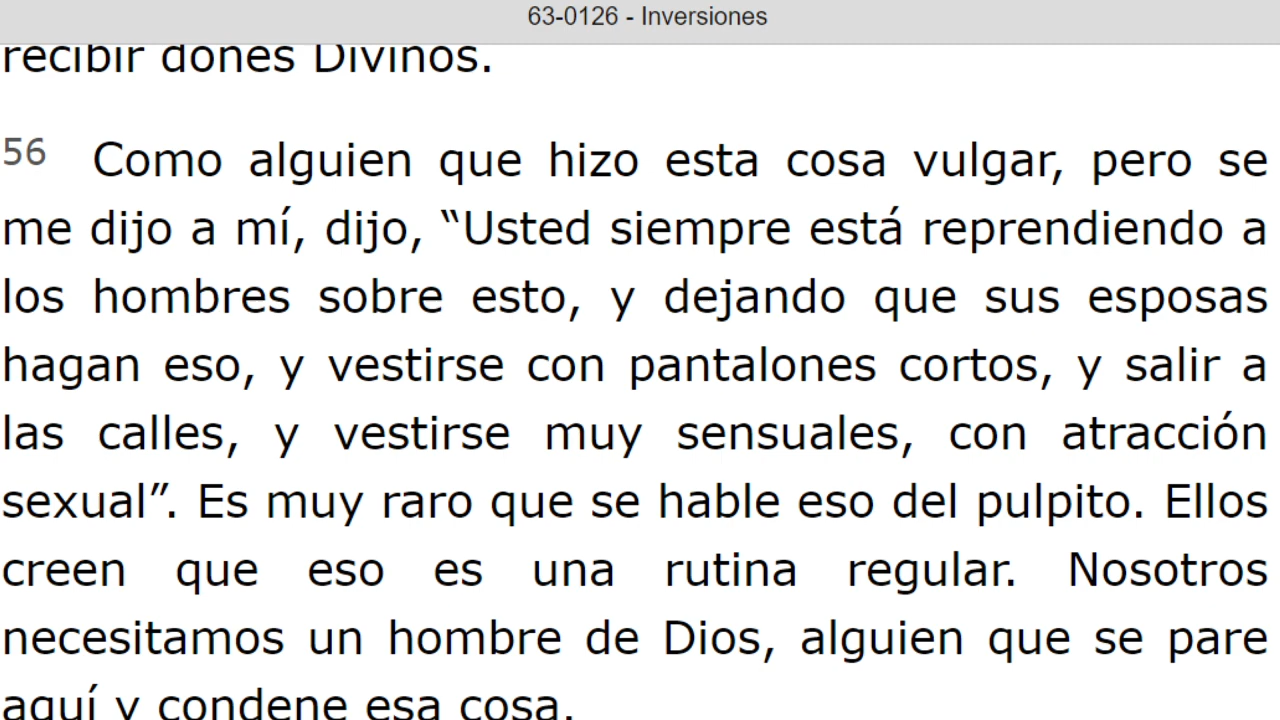 63-0126 - Inversiones
recibir dones Divinos.
56 Como alguien que hizo esta cosa vulgar, pero se
me dijo a mí, dijo, “Usted siempre está reprendiendo a
los hombres sobre esto, y dejando que sus esposas
hagan eso, y vestirse con pantalones cortos, y salir a
las calles, y vestirse muy sensuales, con atracción
sexual”. Es muy raro que se hable eso del pulpito. Ellos
creen que eso es una rutina regular. Nosotros
necesitamos un hombre de Dios, alguien que se pare
aquí y condene esa cosa.